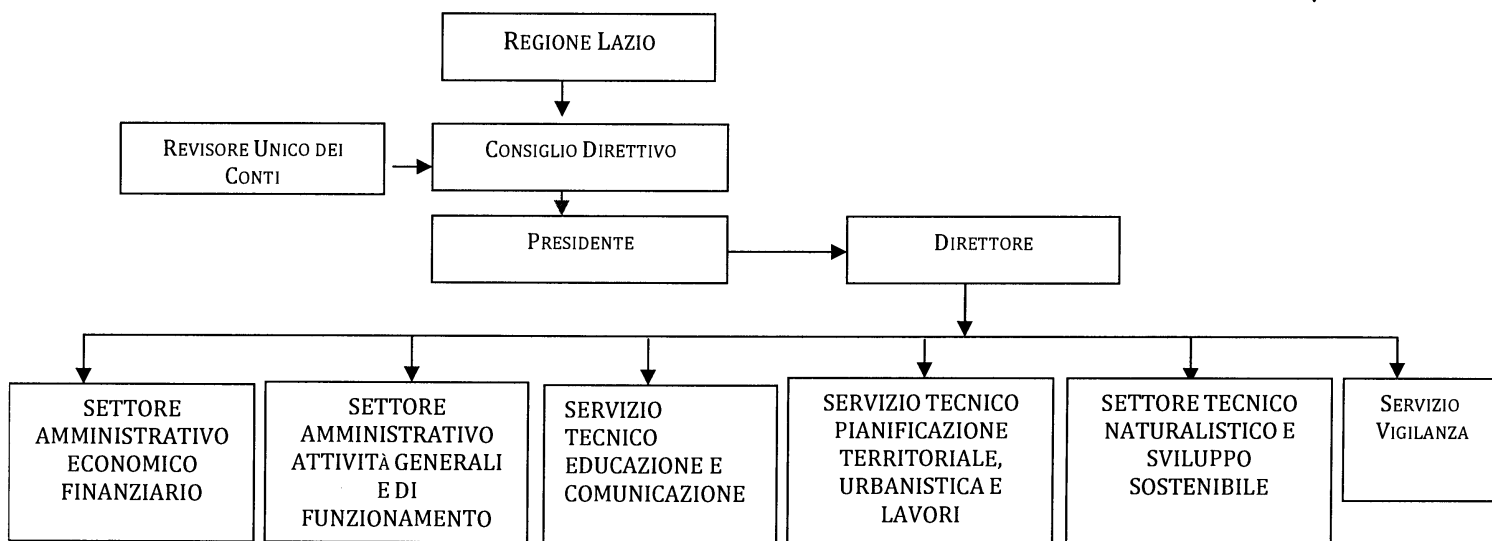 REGIONE LAZIO
REVISORE UNICO DEI
CONTI
CONSIGLIO DIRETTIVO
PRESIDENTE
DIRETTORE
SETTORE
AMMINISTRATIVO
ECONOMICO
FINANZIARIO
SETTORE
AMMINISTRATIVO
ATTIVITÀ GENERALI
E DI
FUNZIONAMENTO
SERVIZIO
TECNICO
EDUCAZIONE E
COMUNICAZIONE
SERVIZIO TECNICO
PIANIFICAZIONE
TERRITORIALE,
URBANISTICA E
LAVORI
SETTORE TECNICO
NATURALISTICO E
SVILUPPO
SOSTENIBILE
SERVIZIO
VIGILANZA